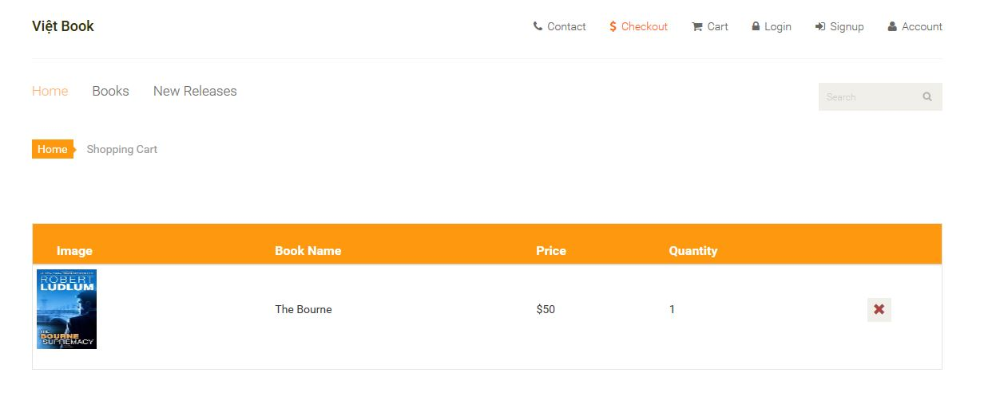 Việt Book
Contact Checkout Cart Login Signup Account
Home Books New Releases
Search
Home Shopping Cart
Image Book Name Price Quantity
ROBERT
LUDLUM
The Bourne $50 1
THE
BOURNE
SUPREMACY